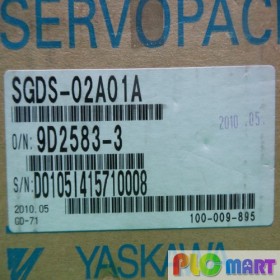 SERVOPACK
SGDS-02A01A
2010.05
O/N: 9D2583-3
S/N: D0105I415710008
2010.05
GD-71
100-009-895
YASKAWA
PLC mart